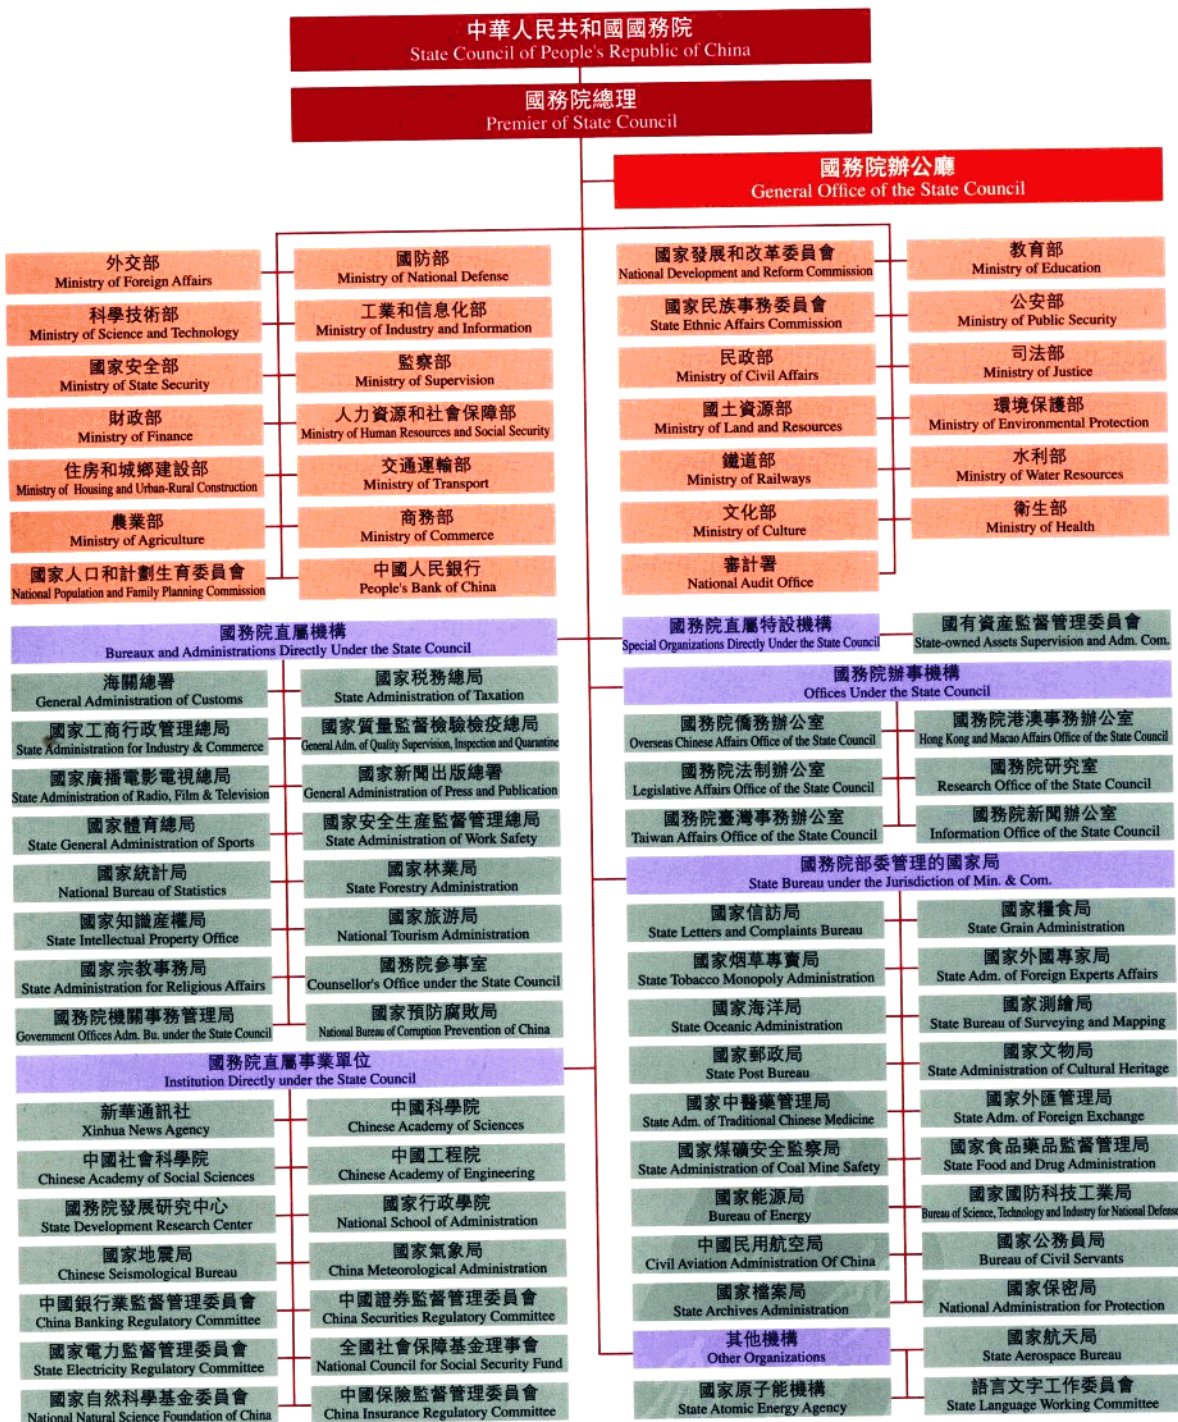 中華人民共和國國務院
State Council of People's Republic of China
國務院總理
Premier of State Council
國務院辦公廳
General Office of the State Council
外交部
Ministry of Foreign Affairs
國防部
Ministry of National Defense
科學技術部
Ministry of Science and Technology
工業和信息化部
Ministry of Industry and Information
國家安全部
Ministry of State Security
監察部
Ministry of Supervision
財政部
Ministry of Finance
人力資源和社會保障部
Ministry of Human Resources and Social Security
住房和城鄉建設部
Ministry of Housing and Urban-Rural Construction
交通運輸部
Ministry of Transport
農業部
Ministry of Agriculture
商務部
Ministry of Commerce
國家人口和計劃生育委員會
National Population and Family Planning Commission
中國人民銀行
People's Bank of China
國家發展和改革委員會
National Development and Reform Commission
教育部
Ministry of Education
國家民族事務委員會
State Ethnic Affairs Commission
公安部
Ministry of Public Security
民政部
Ministry of Civil Affairs
司法部
Ministry of Justice
國土資源部
Ministry of Land and Resources
環境保護部
Ministry of Environmental Protection
鐵道部
Ministry of Railways
水利部
Ministry of Water Resources
文化部
Ministry of Culture
衛生部
Ministry of Health
審計署
National Audit Office
國務院直屬機構
Bureaux and Administrations Directly Under the State Council
海關總署
General Administration of Customs
國家税務總局
State Administration of Taxation
國家工商行政管理總局
State Administration for Industry & Commerce
國家質量監督檢驗檢疫總局
General Adm. of Quality Supervision, Inspection and Quarantine
國家廣播電影電視總局
State Administration of Radio, Film & Television
國家新聞出版總署
General Administration of Press and Publication
國家體育總局
State General Administration of Sports
國家安全生産監督管理總局
State Administration of Work Safety
國家統計局
National Bureau of Statistics
國家林業局
State Forestry Administration
國家知識産權局
State Intellectual Property Office
國家旅游局
National Tourism Administration
國家宗教事務局
State Administration for Religious Affairs
國務院參事室
Counsellor's Office under the State Council
國務院機關事務管理局
Government Offices Adm. Bu. under the State Council
國家預防腐敗局
National Bureau of Corruption Prevention of China
國務院直屬事業單位
Institution Directly under the State Council
新華通訊社
Xinhua News Agency
中國科學院
Chinese Academy of Sciences
中國社會科學院
Chinese Academy of Social Sciences
中國工程院
Chinese Academy of Engineering
國務院發展研究中心
State Development Research Center
國家行政學院
National School of Administration
國家地震局
Chinese Seismological Bureau
國家氣象局
China Meteorological Administration
中國銀行業監督管理委員會
China Banking Regulatory Committee
中國證券監督管理委員會
China Securities Regulatory Committee
國家電力監督管理委員會
State Electricity Regulatory Committee
全國社會保障基金理事會
National Council for Social Security Fund
國家自然科學基金委員會
National Natural Science Foundation of China
中國保險監督管理委員會
China Insurance Regulatory Committee
國務院直屬特設機構
Special Organizations Directly Under the State Council
國有資産監督管理委員會
State-owned Assets Supervision and Adm. Com.
國務院辦事機構
Offices Under the State Council
國務院僑務辦公室
Overseas Chinese Affairs Office of the State Council
國務院港澳事務辦公室
Hong Kong and Macao Affairs Office of the State Council
國務院法制辦公室
Legislative Affairs Office of the State Council
國務院研究室
Research Office of the State Council
國務院臺灣事務辦公室
Taiwan Affairs Office of the State Council
國務院新聞辦公室
Information Office of the State Council
國務院部委管理的國家局
State Bureau under the Jurisdiction of Min. & Com.
國家信訪局
State Letters and Complaints Bureau
國家糧食局
State Grain Administration
國家烟草專賣局
State Tobacco Monopoly Administration
國家外國專家局
State Adm. of Foreign Experts Affairs
國家海洋局
State Oceanic Administration
國家測繪局
State Bureau of Surveying and Mapping
國家郵政局
State Post Bureau
國家文物局
State Administration of Cultural Heritage
國家中醫藥管理局
State Adm. of Traditional Chinese Medicine
國家外匯管理局
State Adm. of Foreign Exchange
國家煤礦安全監察局
State Administration of Coal Mine Safety
國家食品藥品監督管理局
State Food and Drug Administration
國家能源局
Bureau of Energy
國家國防科技工業局
Bureau of Science, Technology and Industry for National Defense
中國民用航空局
Civil Aviation Administration Of China
國家公務員局
Bureau of Civil Servants
國家檔案局
State Archives Administration
國家保密局
National Administration for Protection
其他機構
Other Organizations
國家航天局
State Aerospace Bureau
國家原子能機構
State Atomic Energy Agency
語言文字工作委員會
State Language Working Committee